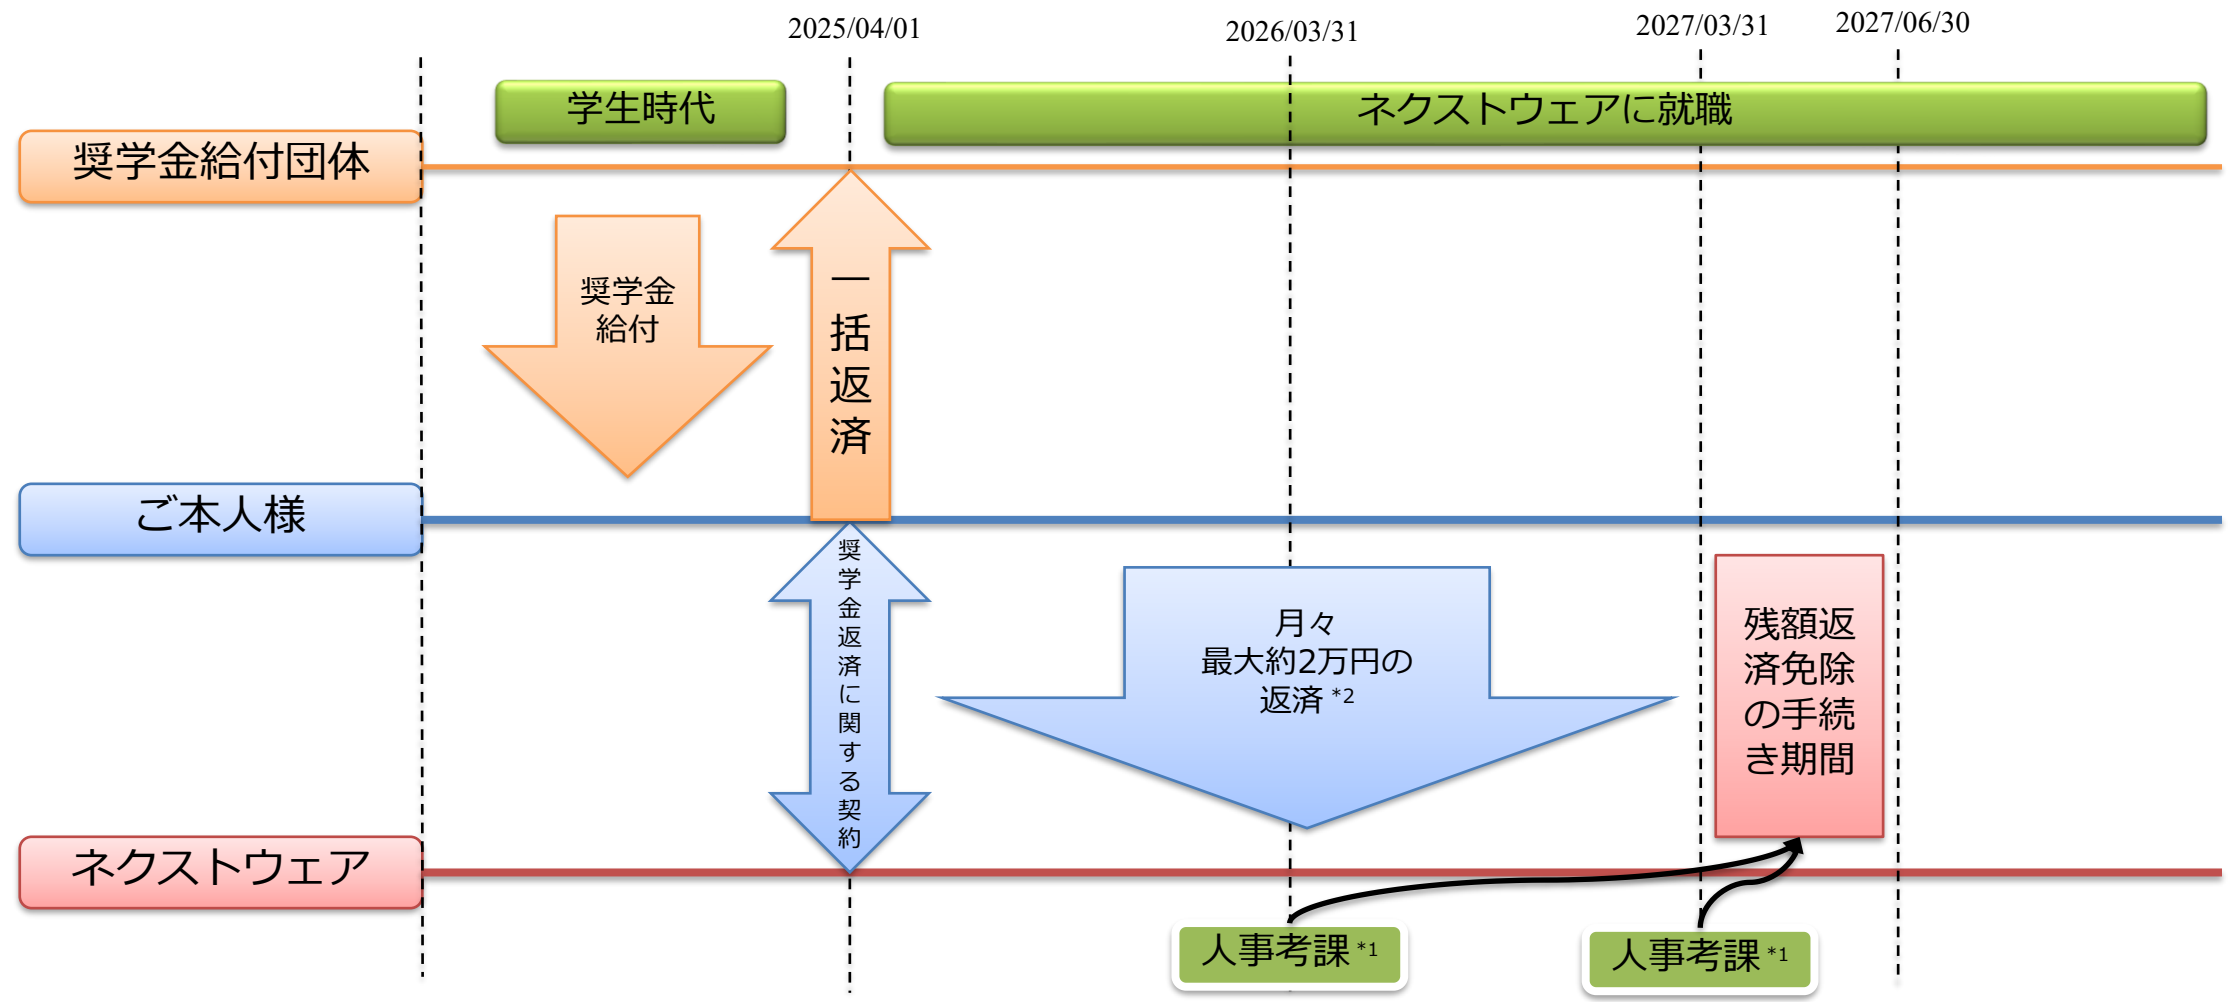 2025/04/01
2026/03/31
2027/03/31
2027/06/30
学生時代
ネクストウェアに就職
奨学金給付団体
奨学金
給付
一括返済
ご本人様
奨学金返済に関する契約
月々
最大約2万円の
返済 *2
残額返
済免除
の手続
き期間
ネクストウェア
人事考課 *1
人事考課 *1